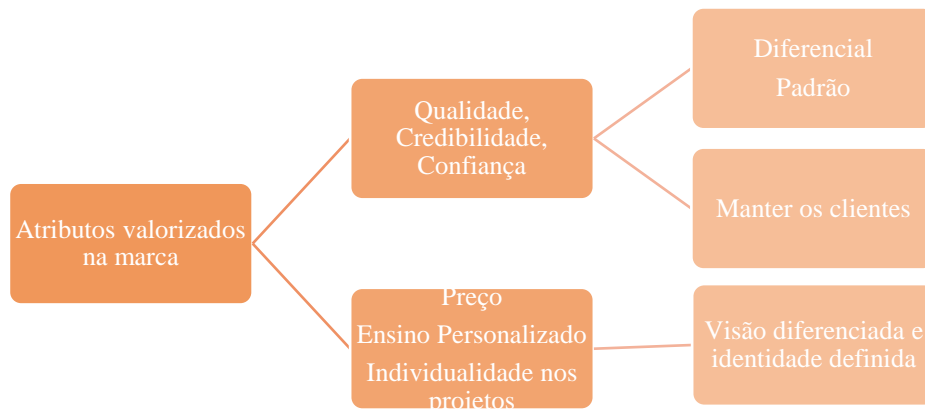 Atributos valorizados
na marca
Qualidade,
Credibilidade,
Confiança
Diferencial
Padrão
Manter os clientes
Preço
Ensino Personalizado
Individualidade nos
projetos
Visão diferenciada e
identidade definida